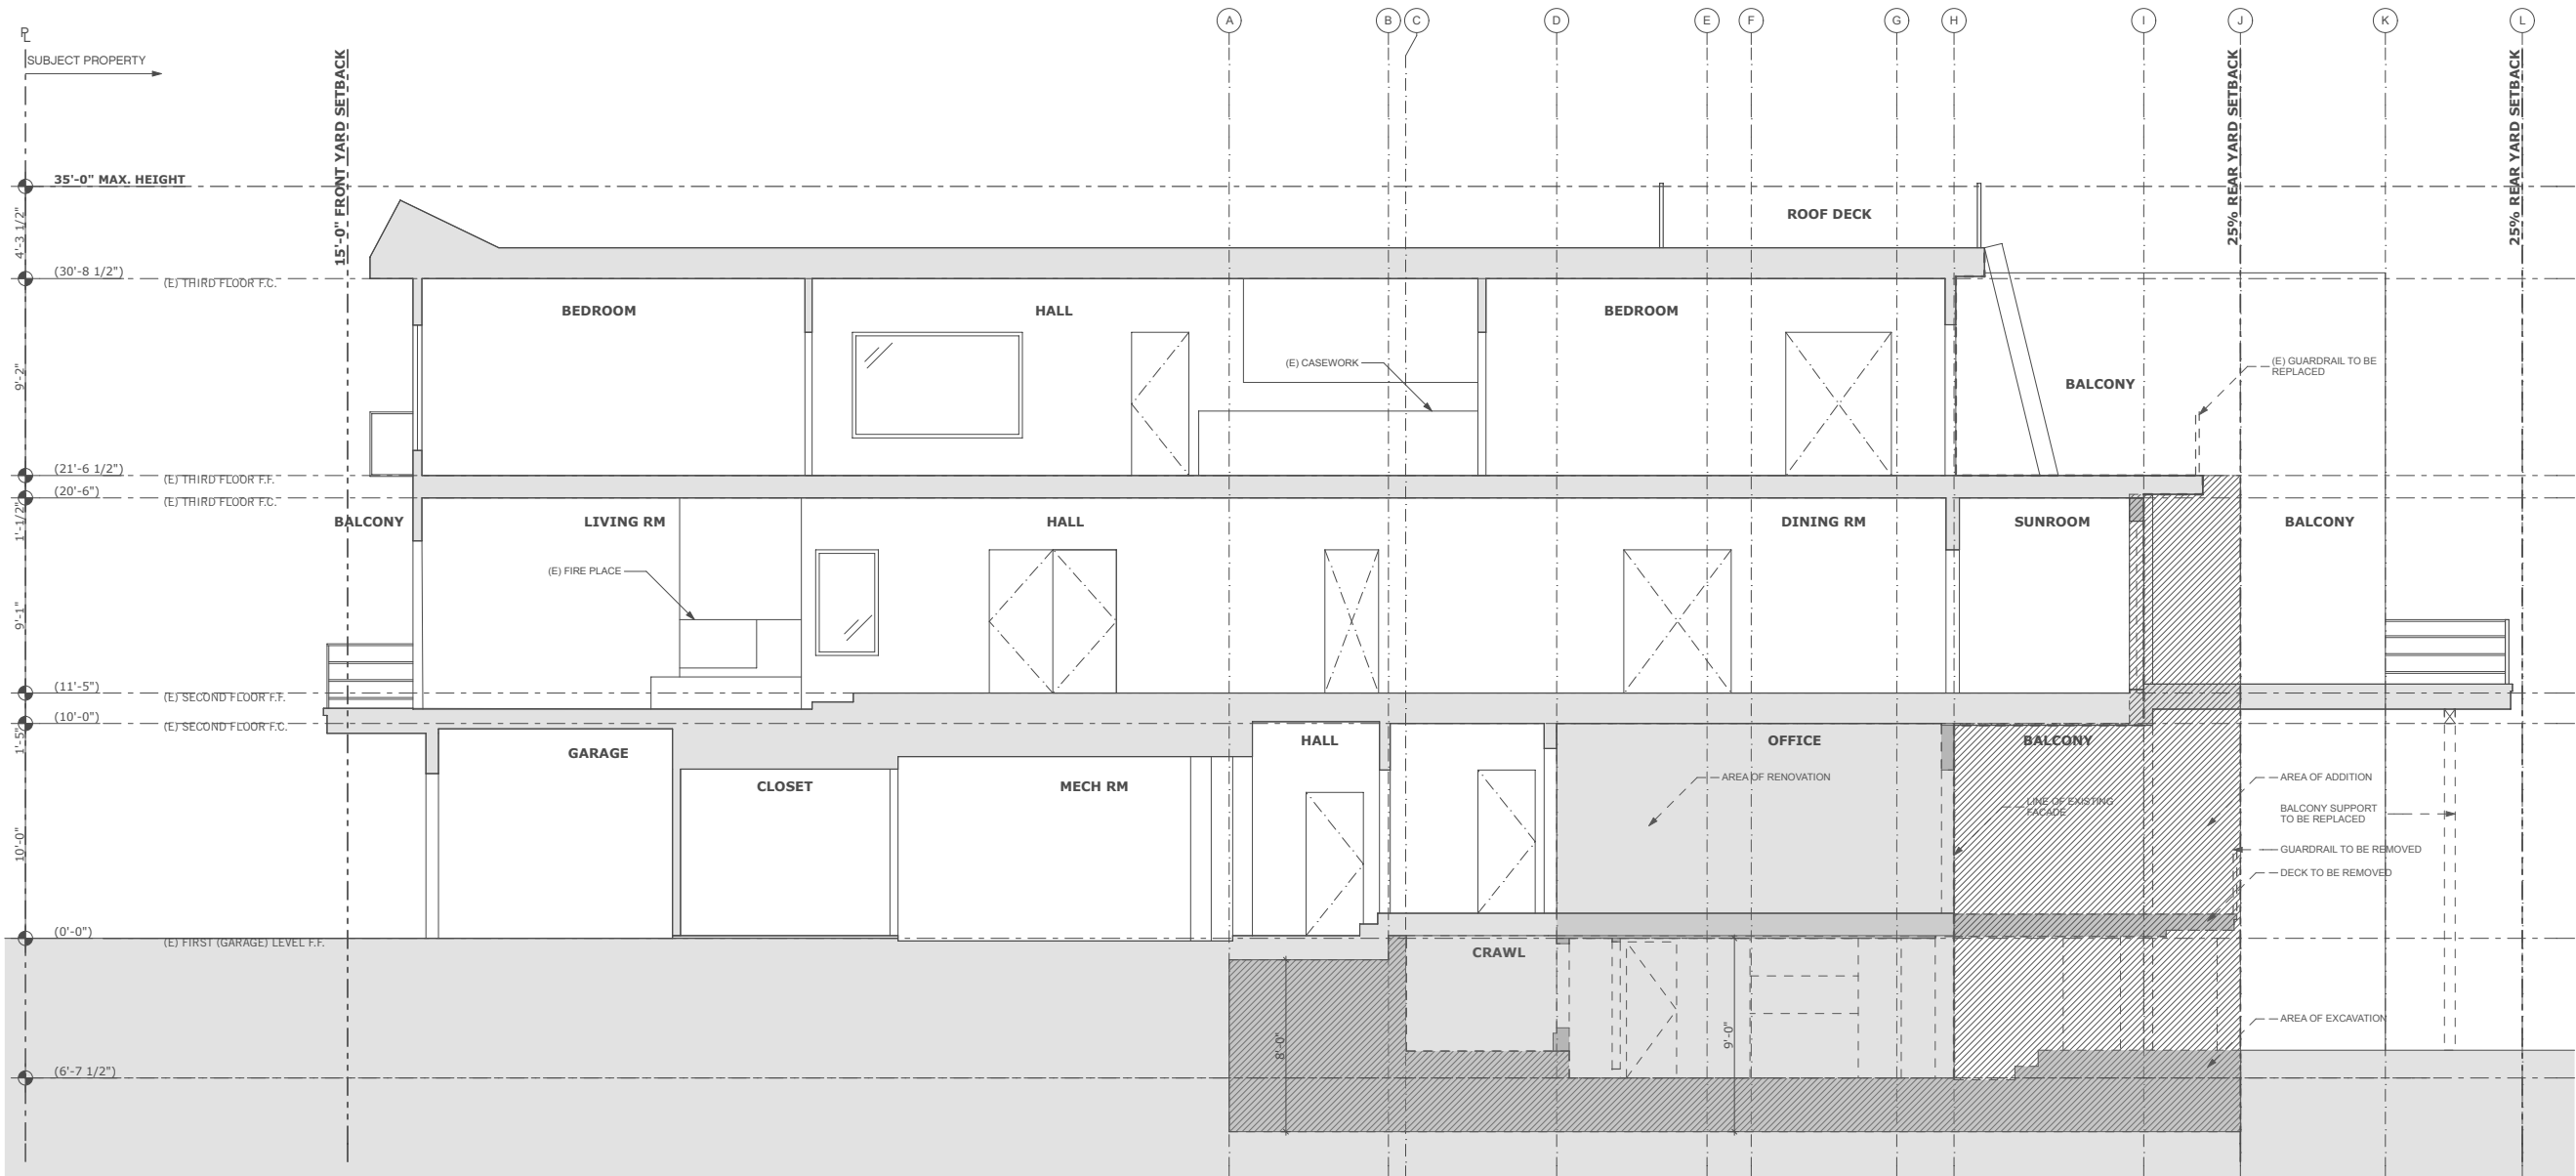 A B C D E F G H I J K L
PL
SUBJECT PROPERTY
15'-0" FRONT YARD SETBACK
25% REAR YARD SETBACK
25% REAR YARD SETBACK
35'-0" MAX. HEIGHT
4'-3 1/2"
ROOF DECK
(30'-8 1/2")
(E) THIRD FLOOR F.C.
BEDROOM
HALL
BEDROOM
(E) CASEWORK
(E) GUARDRAIL TO BE
REPLACED
BALCONY
9'-2"
(21'-6 1/2")
(E) THIRD FLOOR F.F.
(20'-6")
(E) THIRD FLOOR F.C.
1'-1/2"
BALCONY
LIVING RM
HALL
DINING RM
SUNROOM
BALCONY
(E) FIRE PLACE
9'-1"
(11'-5")
(E) SECOND FLOOR F.F.
(10'-0")
(E) SECOND FLOOR F.C.
1'-5"
GARAGE
CLOSET
MECH RM
HALL
OFFICE
BALCONY
AREA OF RENOVATION
LINE OF EXISTING
FACADE
AREA OF ADDITION
BALCONY SUPPORT
TO BE REPLACED
GUARDRAIL TO BE REMOVED
DECK TO BE REMOVED
10'-0"
(0'-0")
(E) FIRST (GARAGE) LEVEL F.F.
CRAWL
8'-0"
9'-0"
AREA OF EXCAVATION
(6'-7 1/2")